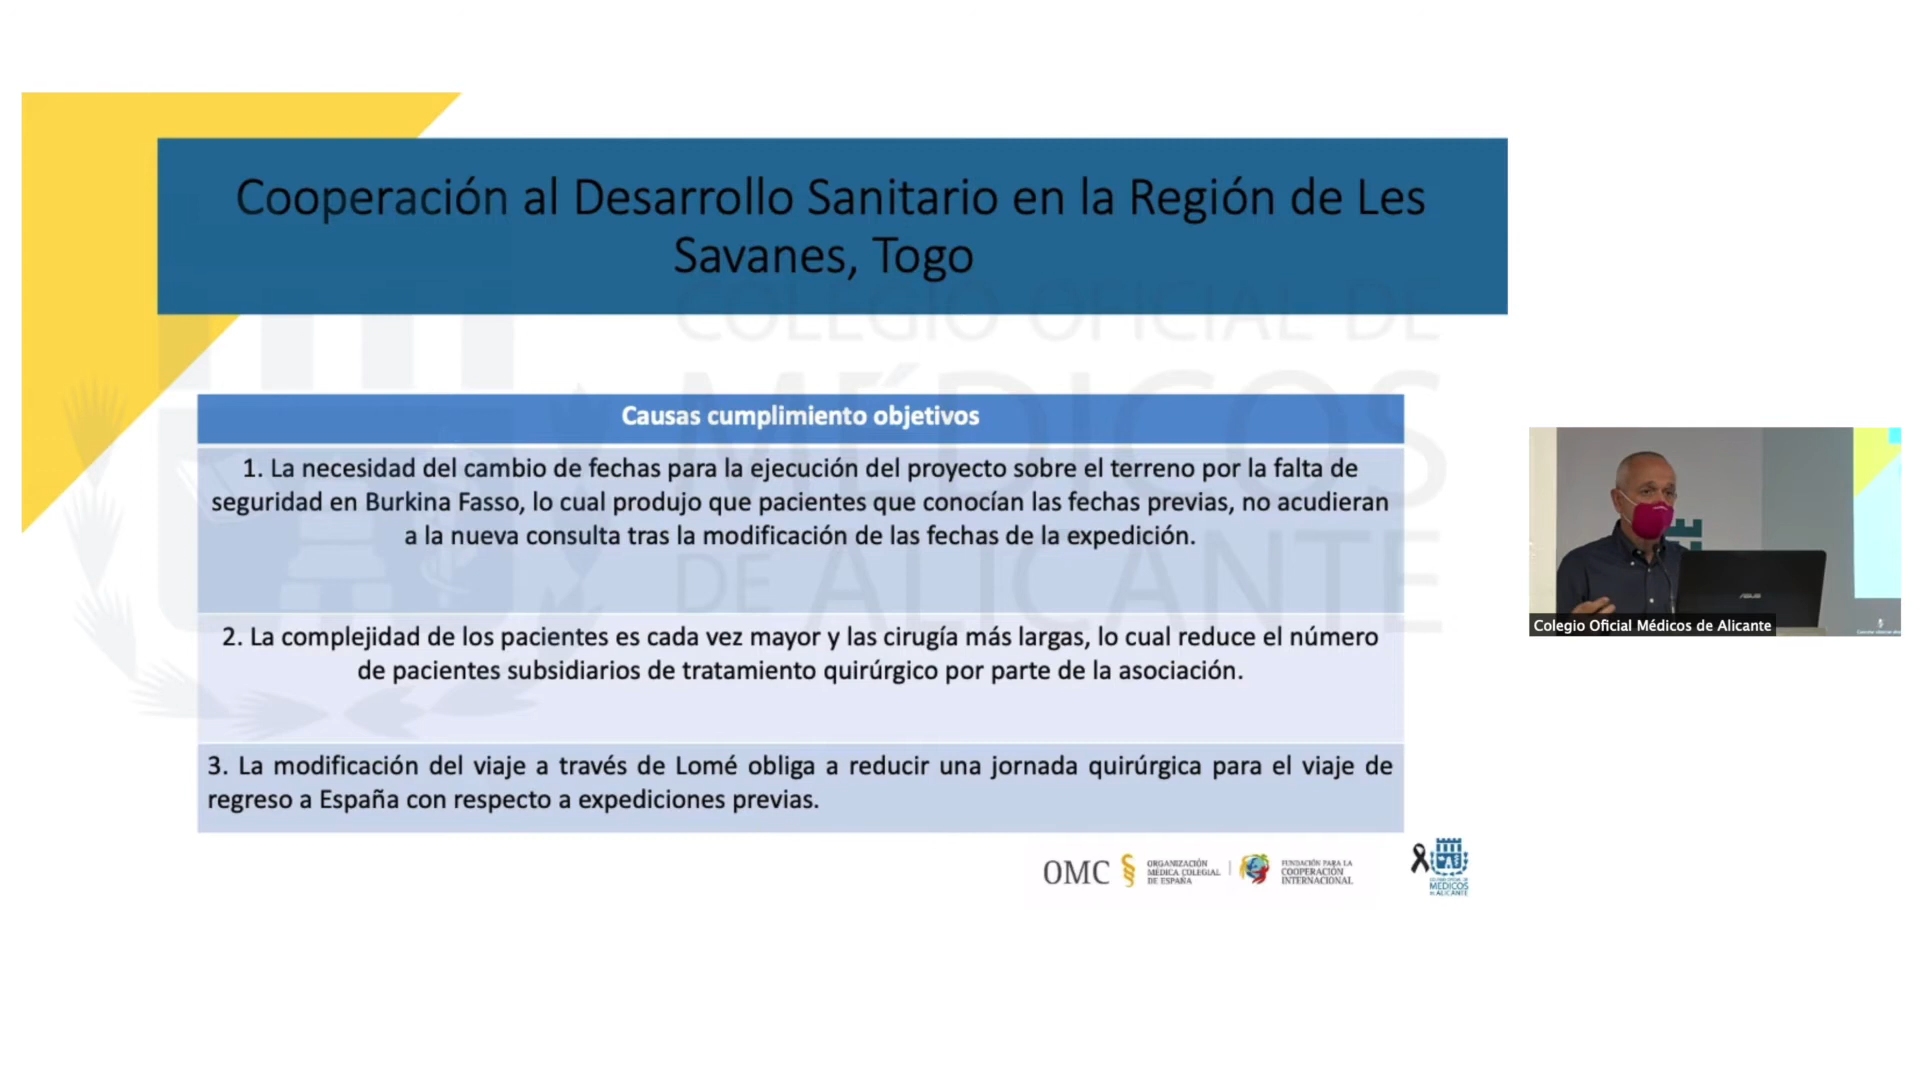 Cooperación al Desarrollo Sanitario en la Región de Les
Savanes, Togo
COLEGIO OFICIAL DE
MÉDICOS
DE ALICANTE
Causas cumplimiento objetivos
1. La necesidad del cambio de fechas para la ejecución del proyecto sobre el terreno por la falta de
seguridad en Burkina Fasso, lo cual produjo que pacientes que conocían las fechas previas, no acudieran
a la nueva consulta tras la modificación de las fechas de la expedición.
2. La complejidad de los pacientes es cada vez mayor y las cirugía más largas, lo cual reduce el número
de pacientes subsidiarios de tratamiento quirúrgico por parte de la asociación.
3. La modificación del viaje a través de Lomé obliga a reducir una jornada quirúrgica para el viaje de
regreso a España con respecto a expediciones previas.
OMC
ORGANIZACIÓN
MÉDICA COLEGIAL
DE ESPAÑA
FUNDACIÓN PARA LA
COOPERACIÓN
INTERNACIONAL
COLEGIO OFICIAL DE
MÉDICOS
DE ALICANTE
ASUS
Colegio Oficial Médicos de Alicante